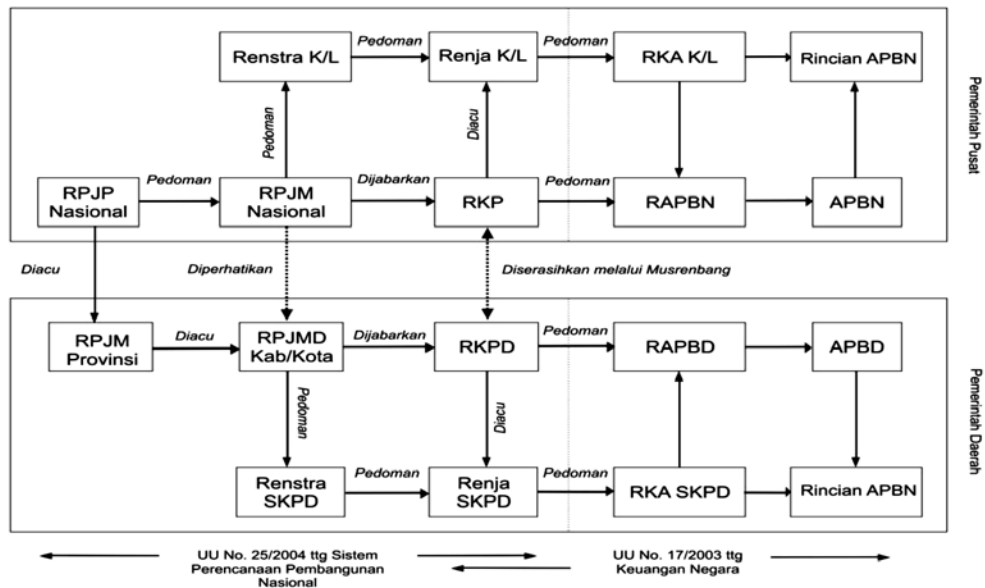 Renstra K/L
Pedoman
Renja K/L
Pedoman
RKA K/L
Rincian APBN
Pedoman
Diacu
Pemerintah Pusat
RPJP
Nasional
Pedoman
RPJM
Nasional
Dijabarkan
RKP
Pedoman
RAPBN
APBN
Diacu
Diperhatikan
Diserasihkan melalui Musrenbang
RPJM
Provinsi
Diacu
RPJMD
Kab/Kota
Dijabarkan
RKPD
Pedoman
RAPBD
APBD
Pedoman
Diacu
Pemerintah Daerah
Renstra
SKPD
Pedoman
Renja
SKPD
Pedoman
RKA SKPD
Rincian APBN
UU No. 25/2004 ttg Sistem
Perencanaan Pembangunan
Nasional
UU No. 17/2003 ttg
Keuangan Negara